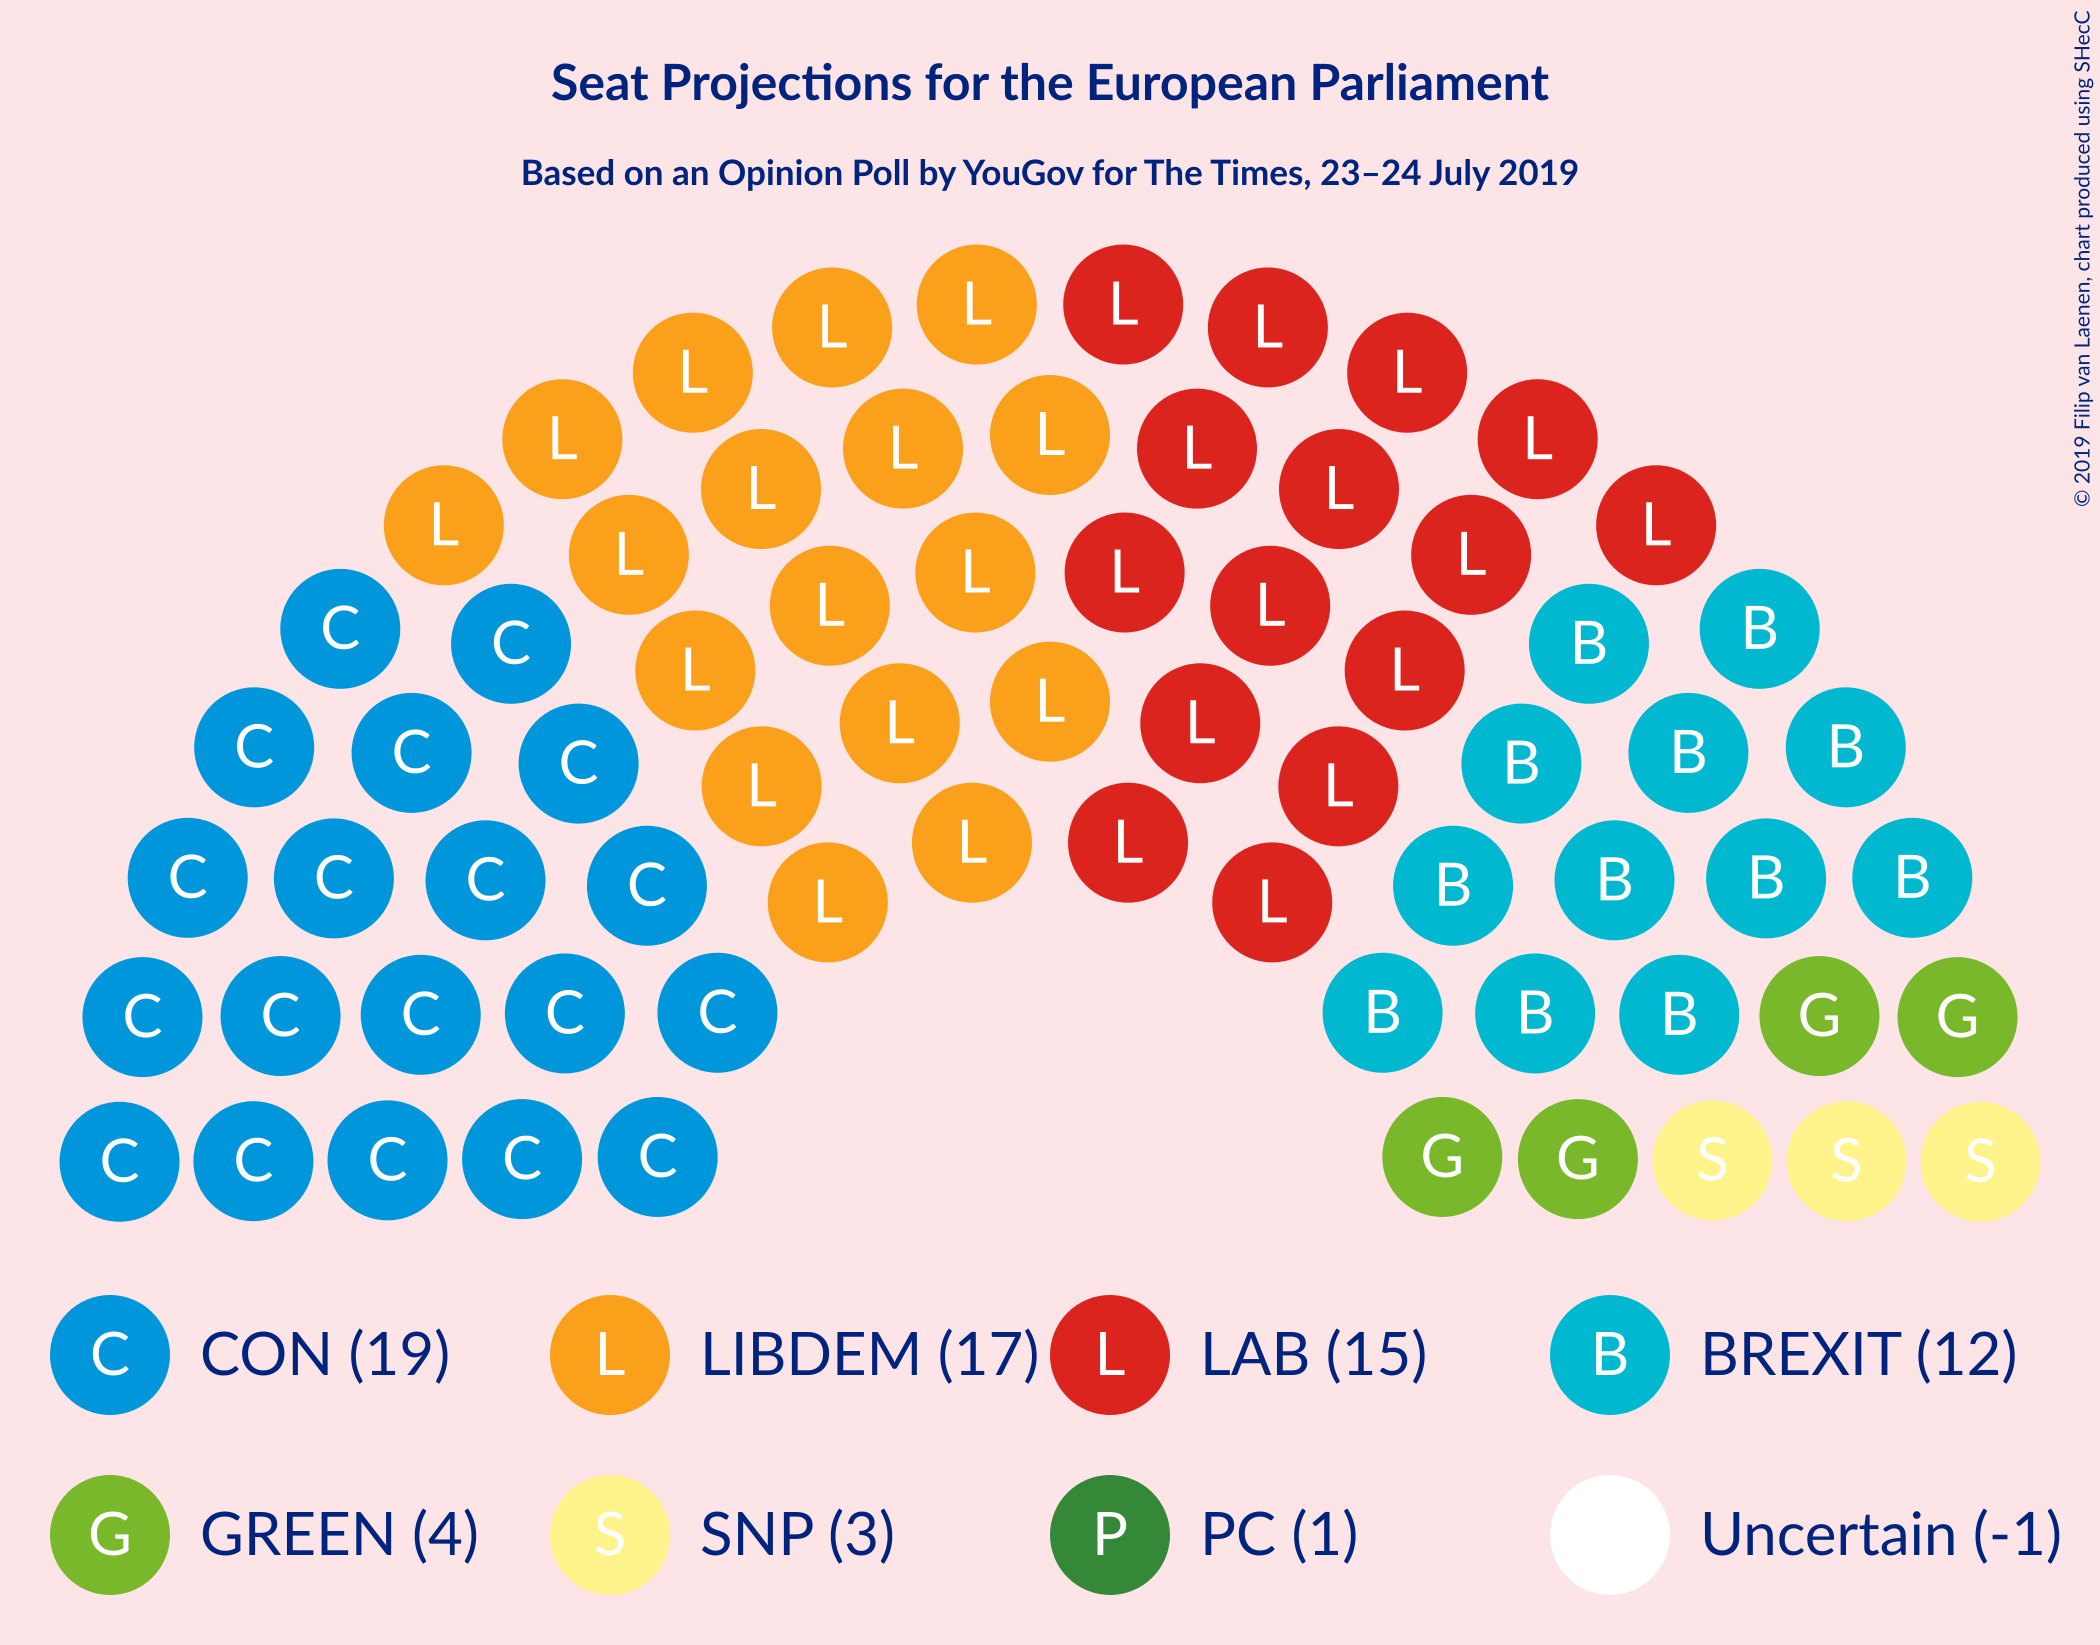 Seat Projections for the European Parliament
Based on an Opinion Poll by YouGov for The Times, 23–24 July 2019
© 2019 Filip van Laenen, chart produced using SHecC
L L L L
L L L L
L L L L L
L L L L
L L L L
C L L C B L B
L L
C C C L L B B B
L L L L
C C C C B B B B
C C C C C B B B G G
C C C C C G G S S S
C CON (19) L LIBDEM (17) L LAB (15) B BREXIT (12)
G GREEN (4) S SNP (3) P PC (1) Uncertain (-1)